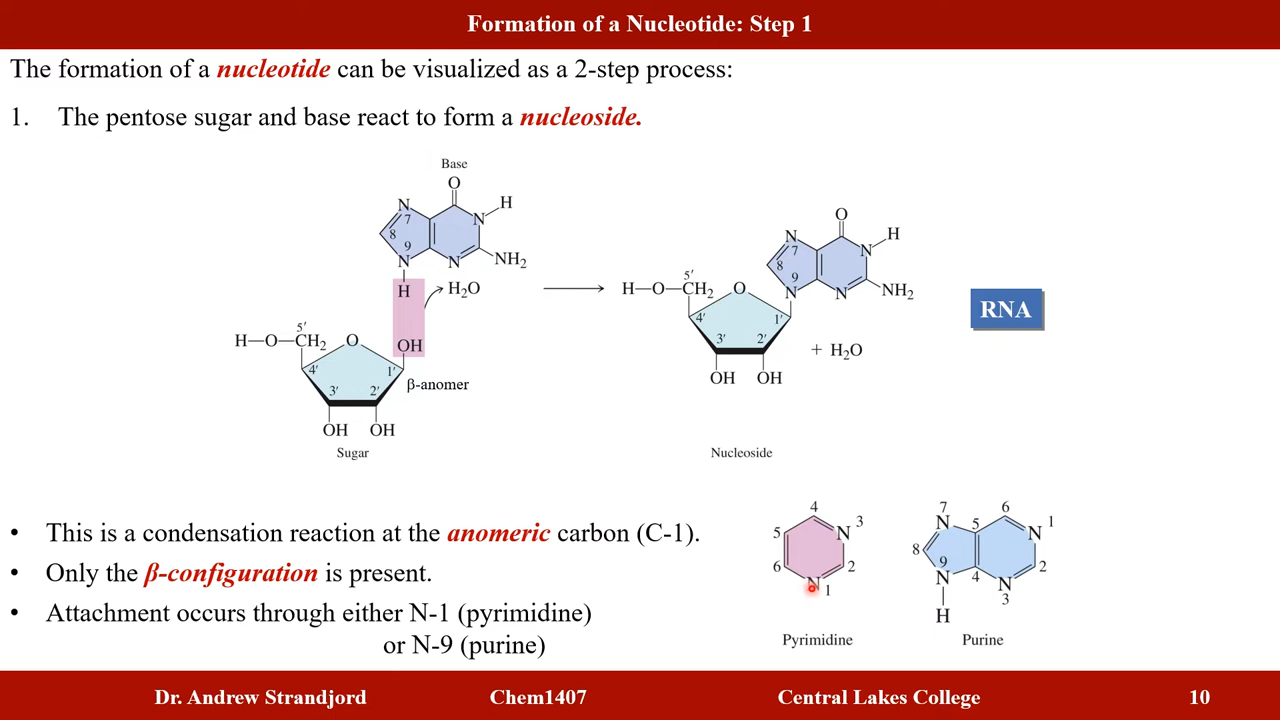 Formation of a Nucleotide: Step 1
The formation of a nucleotide can be visualized as a 2-step process:
1. The pentose sugar and base react to form a nucleoside.
Base
O
N
7
8
9
N
H
N
N
NH₂
H
H₂O
H—O—CH₂
5′
O
OH
4′
1′
3′
2′
β-anomer
OH
OH
Sugar
O
N
7
8
9
N
H
N
N
NH₂
5′
H—O—CH₂
O
4′
1′
3′
2′
OH
OH
+ H₂O
Nucleoside
RNA
• This is a condensation reaction at the anomeric carbon (C-1).
• Only the β-configuration is present.
• Attachment occurs through either N-1 (pyrimidine)
or N-9 (purine)
4
5
N
3
6
2
N
1
Pyrimidine
7
6
N
5
N
1
8
9
2
N
4
N
3
H
Purine
Dr. Andrew Strandjord Chem1407 Central Lakes College 10